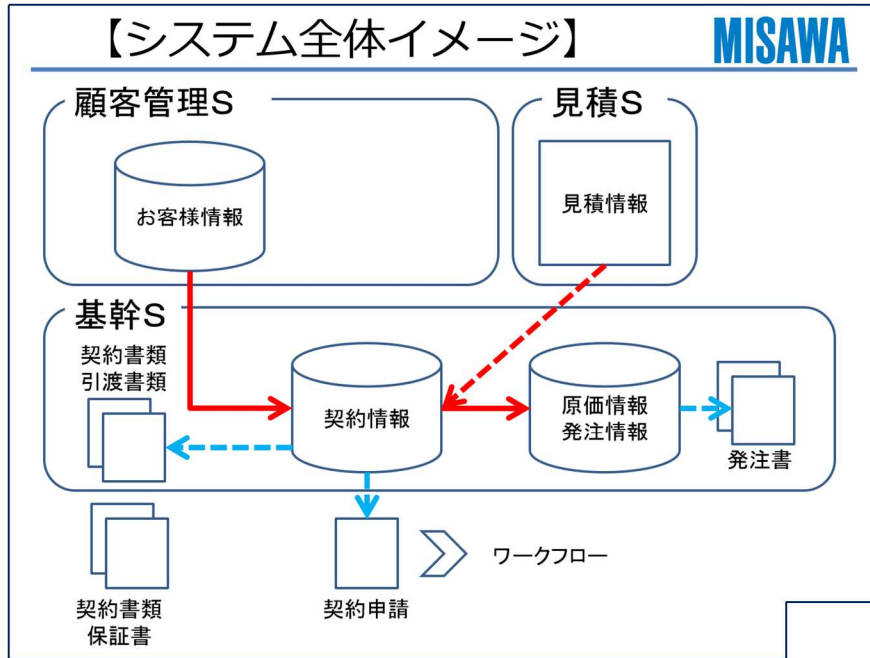 【システム全体イメージ】
MISAWA
顧客管理S
見積S
お客様情報
見積情報
基幹S
契約書類
引渡書類
契約情報
原価情報
発注情報
発注書
契約書類
保証書
契約申請
ワークフロー